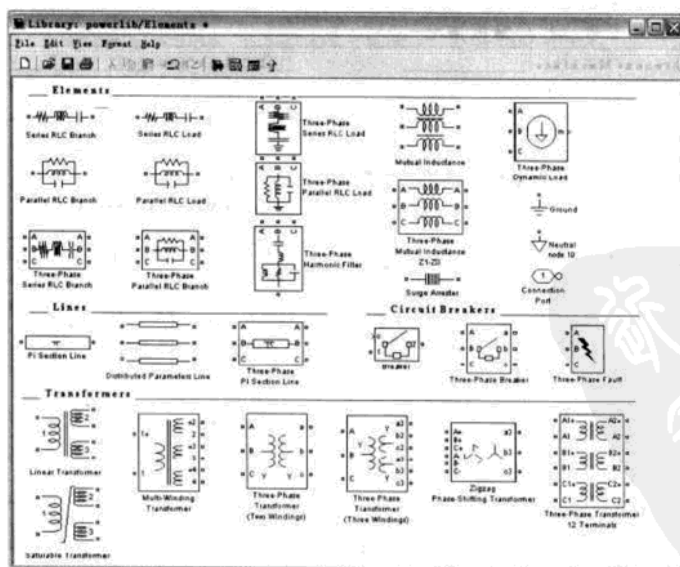 Library: powerlib/Elements *
File Edit View Format Help
Elements
Series RLC Branch
Series RLC Load
Three-Phase
Series RLC Load
Mutual Inductance
Three-Phase
Dynamic Load
Parallel RLC Branch
Parallel RLC Load
Three-Phase
Parallel RLC Load
Ground
Three-Phase
Series RLC Branch
Three-Phase
Parallel RLC Branch
Three-Phase
Harmonic Filter
Three-Phase
Mutual Inductance
Z1-Z0
Neutral
node 10
Surge Arrester
Connection
Port
Lines
Circuit Breakers
PI Section Line
Distributed Parameters Line
Three-Phase
PI Section Line
Breaker
Three-Phase Breaker
Three-Phase Fault
Transformers
Linear Transformer
Multi-Winding
Transformer
Three-Phase
Transformer
(Two Windings)
Three-Phase
Transformer
(Three Windings)
Zigzag
Phase-Shifting Transformer
Three-Phase Transformer
12 Terminals
Saturable Transformer